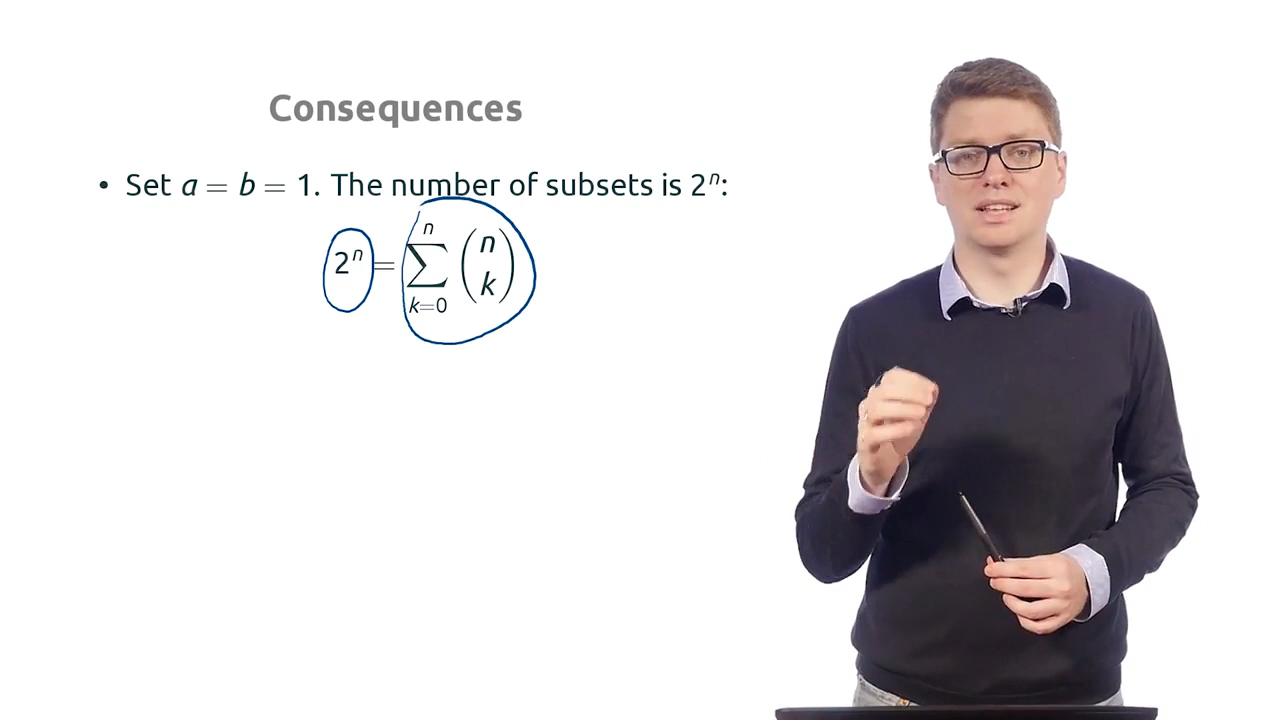 Consequences
• Set a = b = 1. The number of subsets is 2ⁿ:
2ⁿ = ∑ₖ₌₀ⁿ (n k)